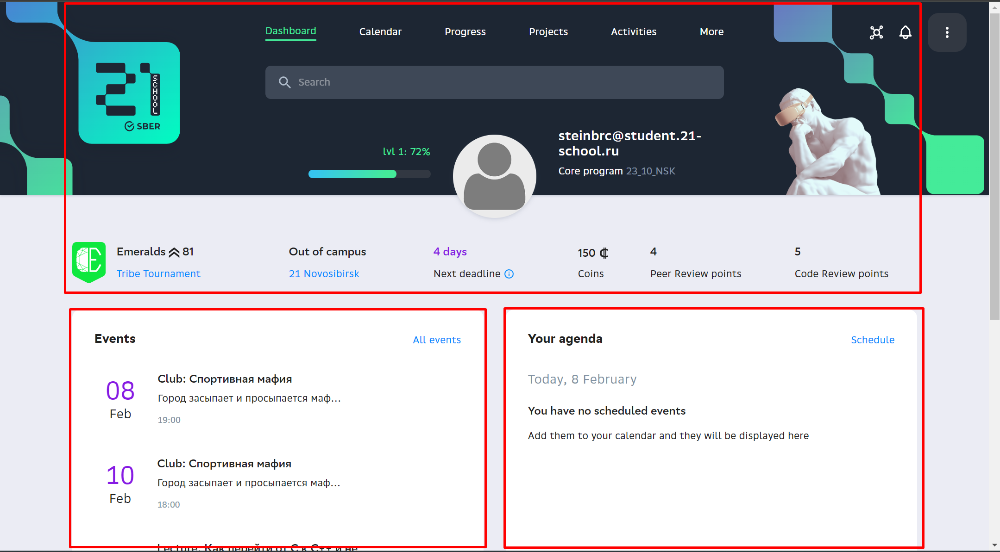 Dashboard Calendar Progress Projects Activities More
21 SCHOOL
SBER
Search
lvl 1: 72%
steinbrc@student.21-
school.ru
Core program 23_10_NSK
Emeralds 81
Tribe Tournament
Out of campus
21 Novosibirsk
4 days
Next deadline
150
Coins
4
Peer Review points
5
Code Review points
Events
All events
08
Feb
Club: Спортивная мафия
Город засыпает и просыпается маф...
19:00
10
Feb
Club: Спортивная мафия
Город засыпает и просыпается маф...
18:00
Lecture: Как перейти от С к С++ и не
Your agenda
Schedule
Today, 8 February
You have no scheduled events
Add them to your calendar and they will be displayed here